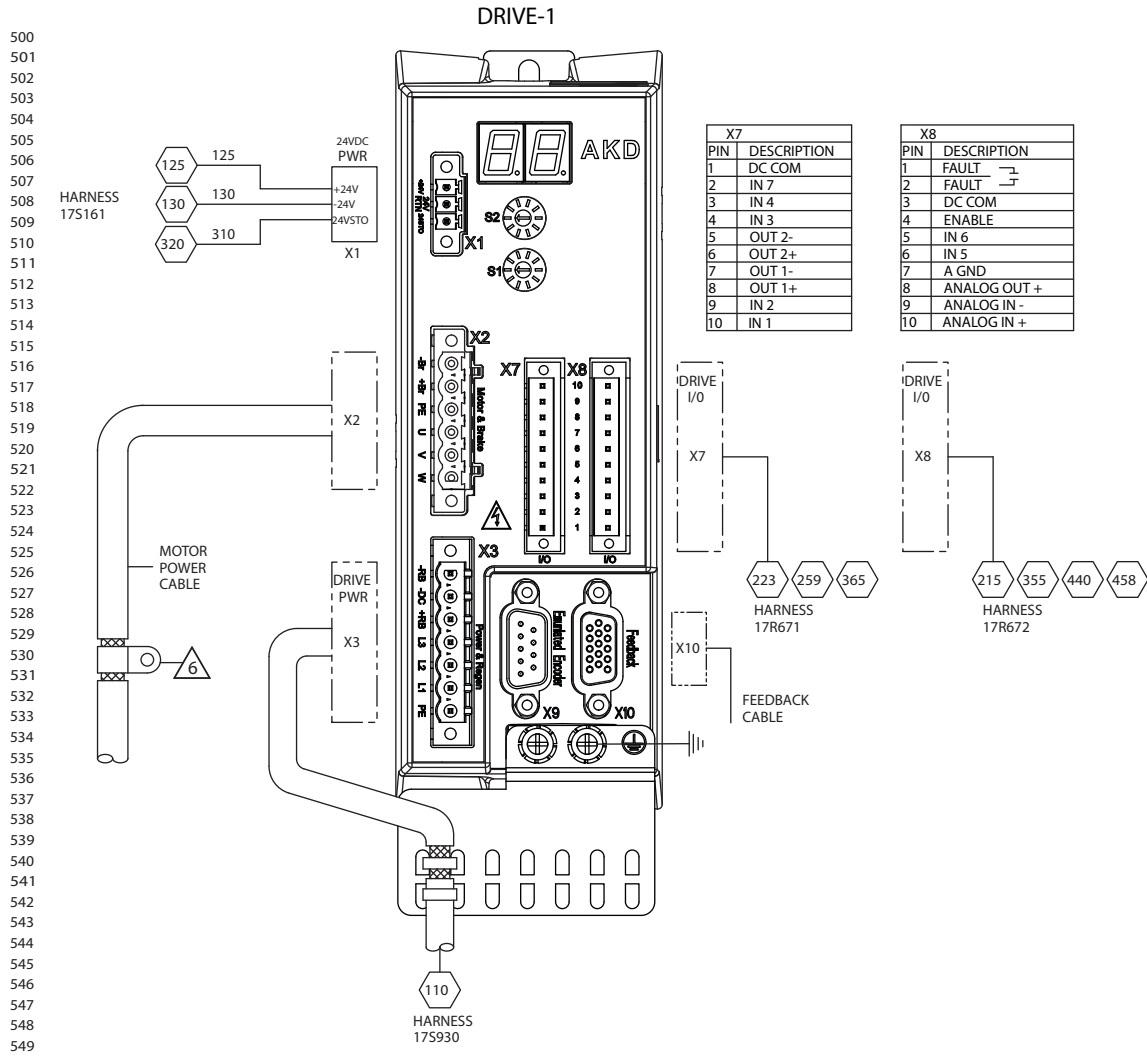 DRIVE-1
500
501
502
503
504
505
506
507
508
509
510
511
512
513
514
515
516
517
518
519
520
521
522
523
524
525
526
527
528
529
530
531
532
533
534
535
536
537
538
539
540
541
542
543
544
545
546
547
548
549
HARNESS
17S161
125
130
320
125
130
310
24VDC
PWR
+24V
-24V
24VSTO
X1
AKD
S2
S1
X1
X2
-Br
+Br
PE
U
V
W
Motor & Brake
X7
X8
10
9
8
7
6
5
4
3
2
1
I/O
I/O
X3
-RB
-DC
+RB
L3
L2
L1
PE
Power & Regen
Emulated Encoder
Feedback
X9
X10
X2
MOTOR
POWER
CABLE
6
DRIVE
PWR
X3
110
HARNESS
17S930
X7
PIN DESCRIPTION
1 DC COM
2 IN 7
3 IN 4
4 IN 3
5 OUT 2-
6 OUT 2+
7 OUT 1-
8 OUT 1+
9 IN 2
10 IN 1
X8
PIN DESCRIPTION
1 FAULT
2 FAULT
3 DC COM
4 ENABLE
5 IN 6
6 IN 5
7 A GND
8 ANALOG OUT +
9 ANALOG IN -
10 ANALOG IN +
DRIVE
I/0
X7
223 259 365
HARNESS
17R671
DRIVE
I/0
X8
215 355 440 458
HARNESS
17R672
X10
FEEDBACK
CABLE